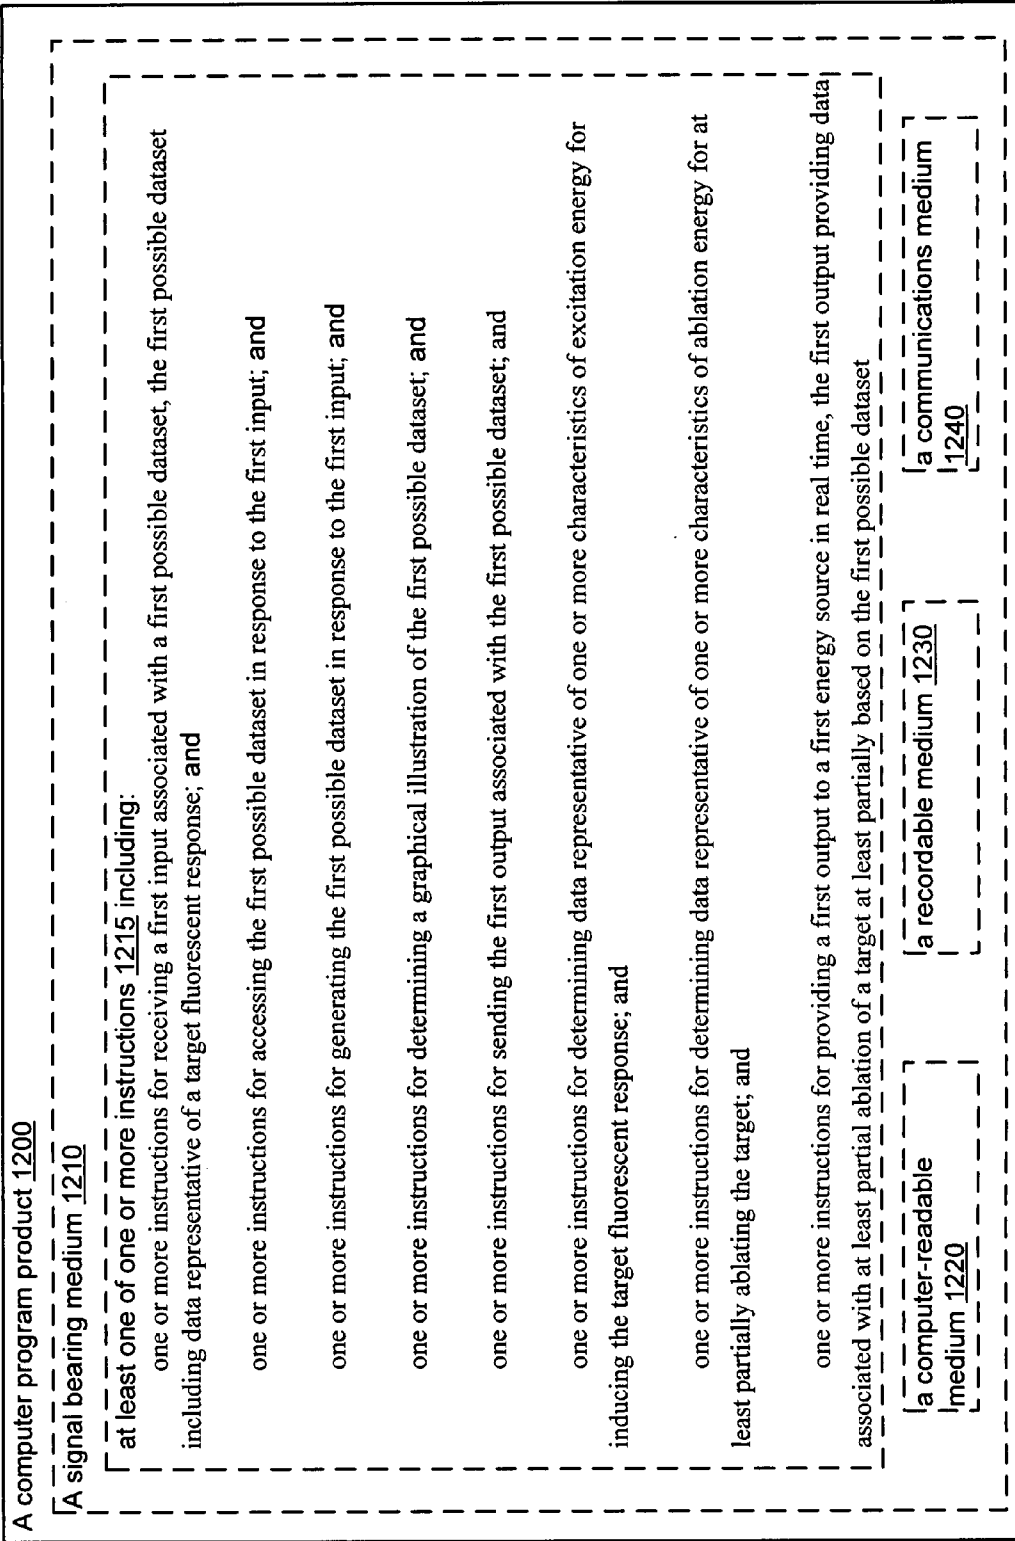 A computer program product 1200
A signal bearing medium 1210
at least one of one or more instructions 1215 including:
one or more instructions for receiving a first input associated with a first possible dataset, the first possible dataset
including data representative of a target fluorescent response; and
one or more instructions for accessing the first possible dataset in response to the first input; and
one or more instructions for generating the first possible dataset in response to the first input; and
one or more instructions for determining a graphical illustration of the first possible dataset; and
one or more instructions for sending the first output associated with the first possible dataset; and
one or more instructions for determining data representative of one or more characteristics of excitation energy for
inducing the target fluorescent response; and
one or more instructions for determining data representative of one or more characteristics of ablation energy for at
least partially ablating the target; and
one or more instructions for providing a first output to a first energy source in real time, the first output providing data
associated with at least partial ablation of a target at least partially based on the first possible dataset
a computer-readable
medium 1220
a recordable medium 1230
a communications medium
1240